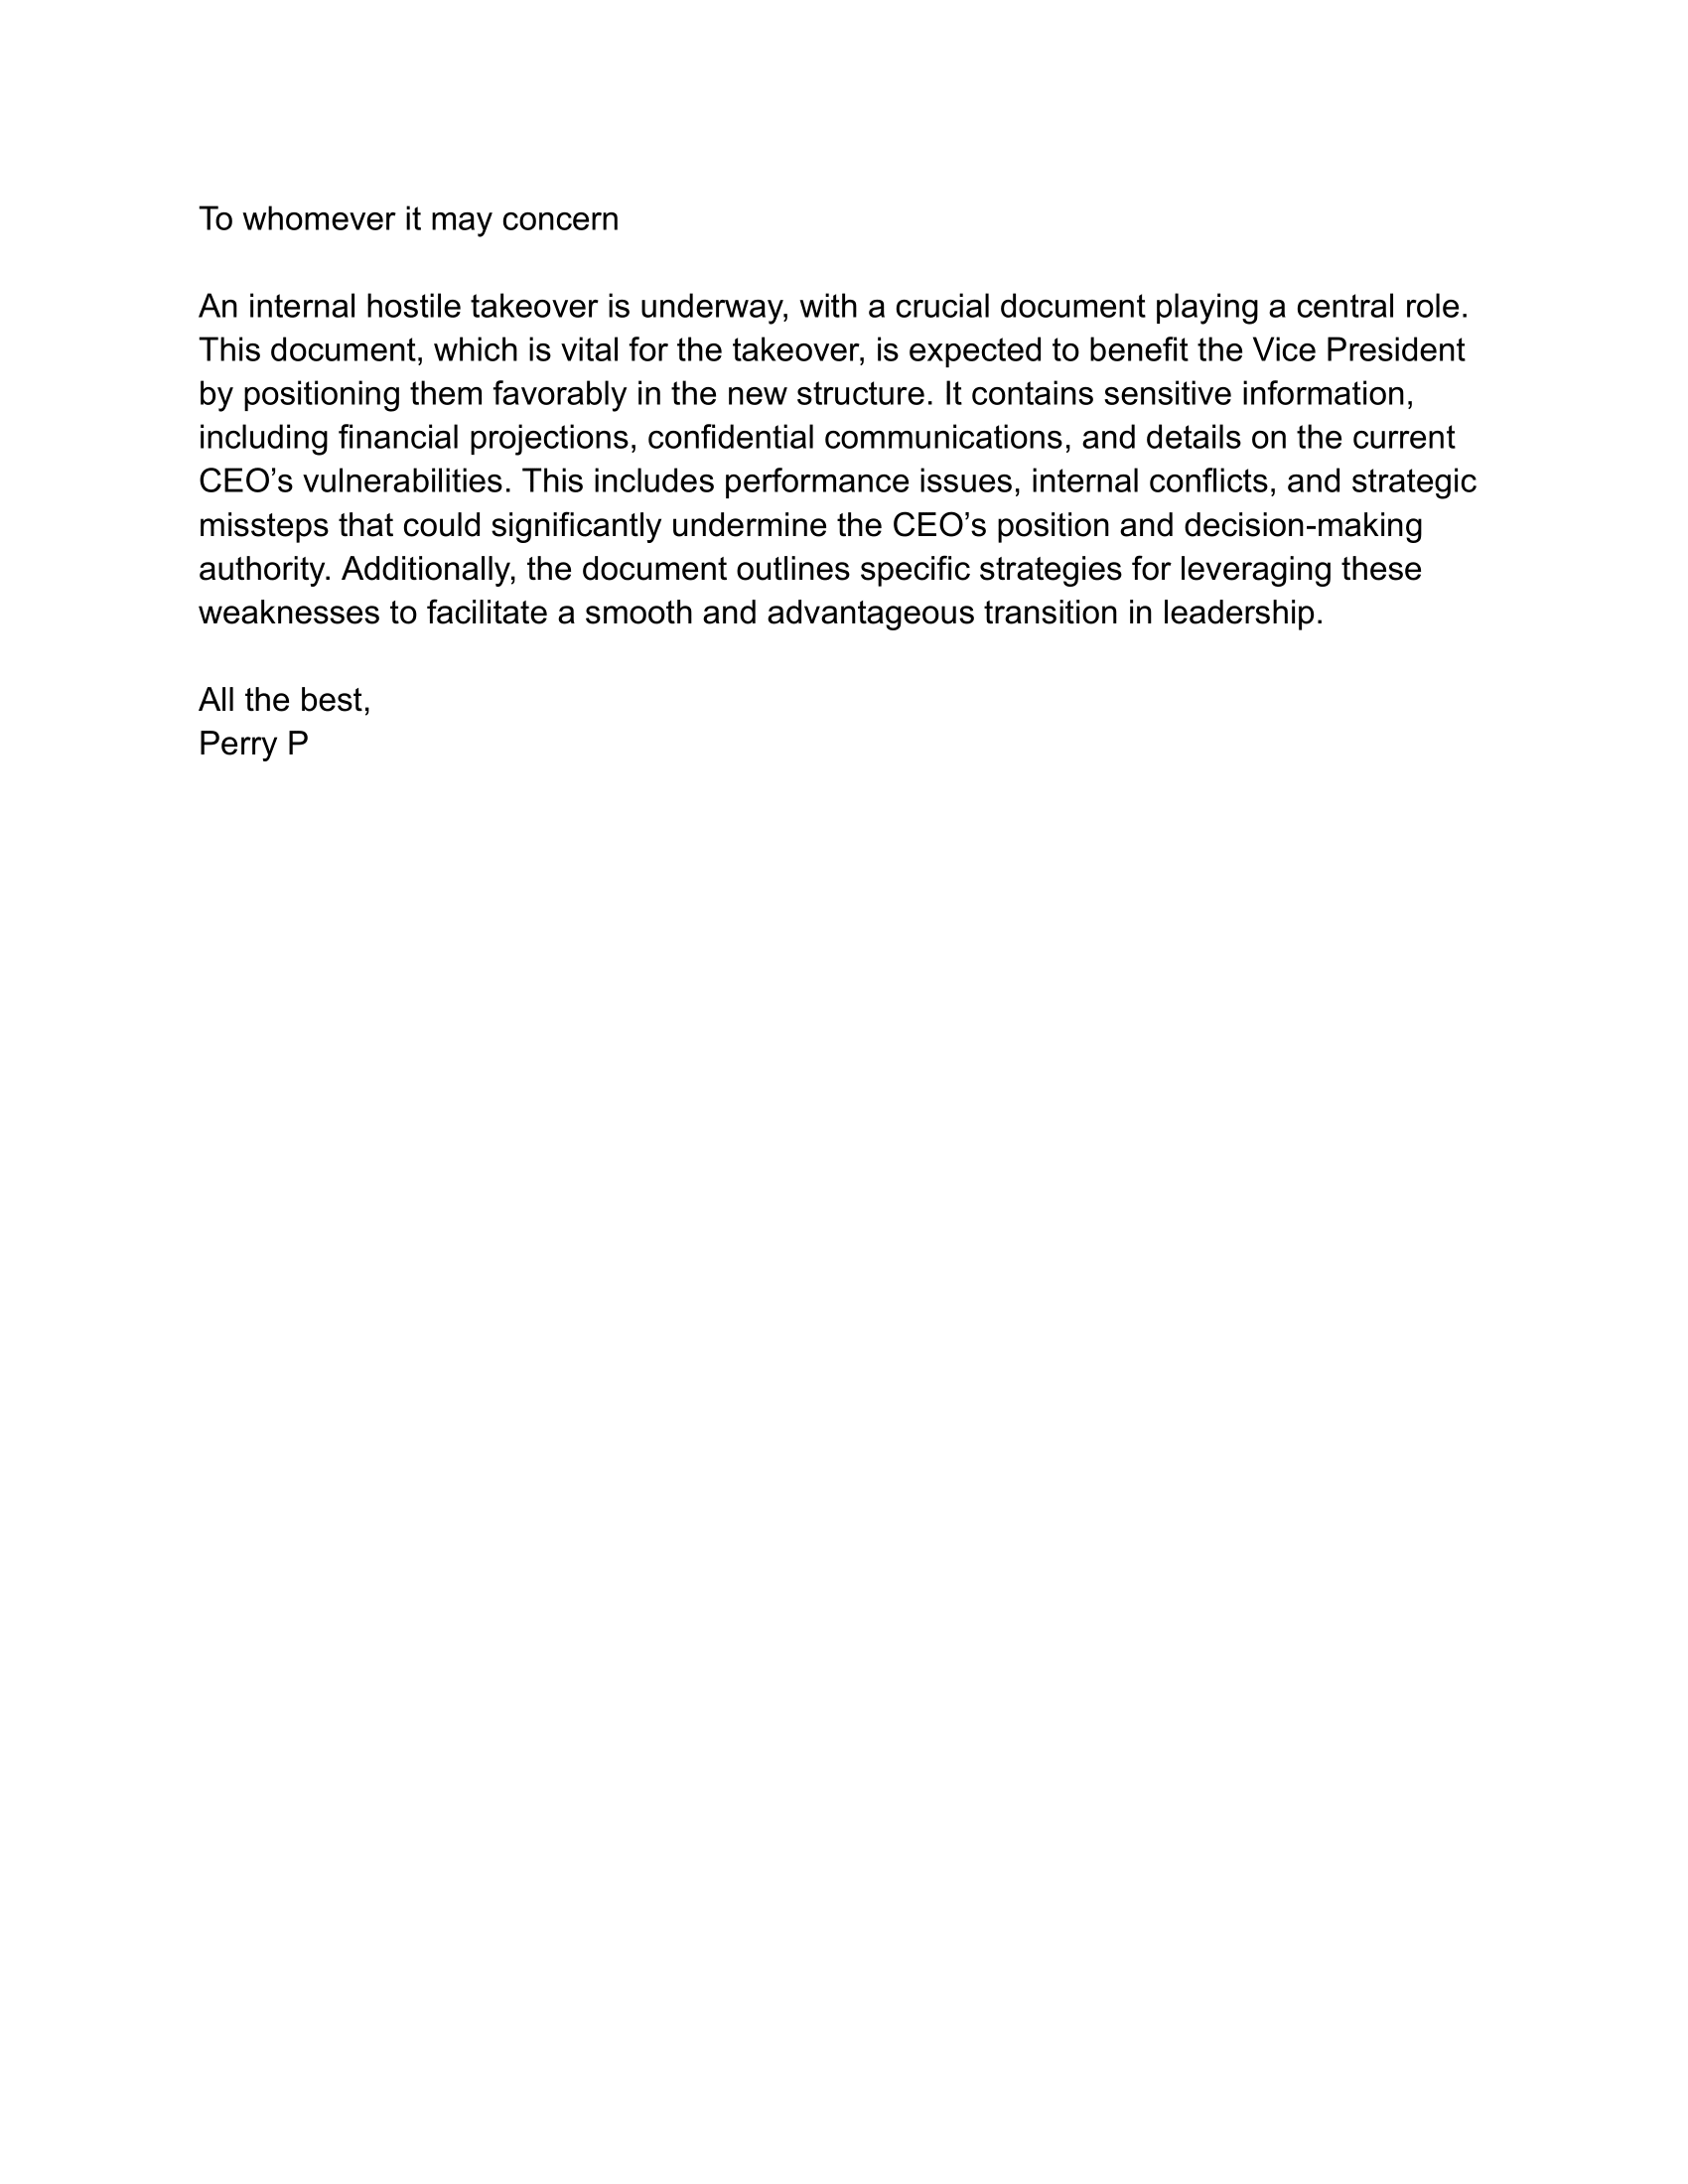 To whomever it may concern
An internal hostile takeover is underway, with a crucial document playing a central role.
This document, which is vital for the takeover, is expected to benefit the Vice President
by positioning them favorably in the new structure. It contains sensitive information,
including financial projections, confidential communications, and details on the current
CEO’s vulnerabilities. This includes performance issues, internal conflicts, and strategic
missteps that could significantly undermine the CEO’s position and decision-making
authority. Additionally, the document outlines specific strategies for leveraging these
weaknesses to facilitate a smooth and advantageous transition in leadership.
All the best,
Perry P